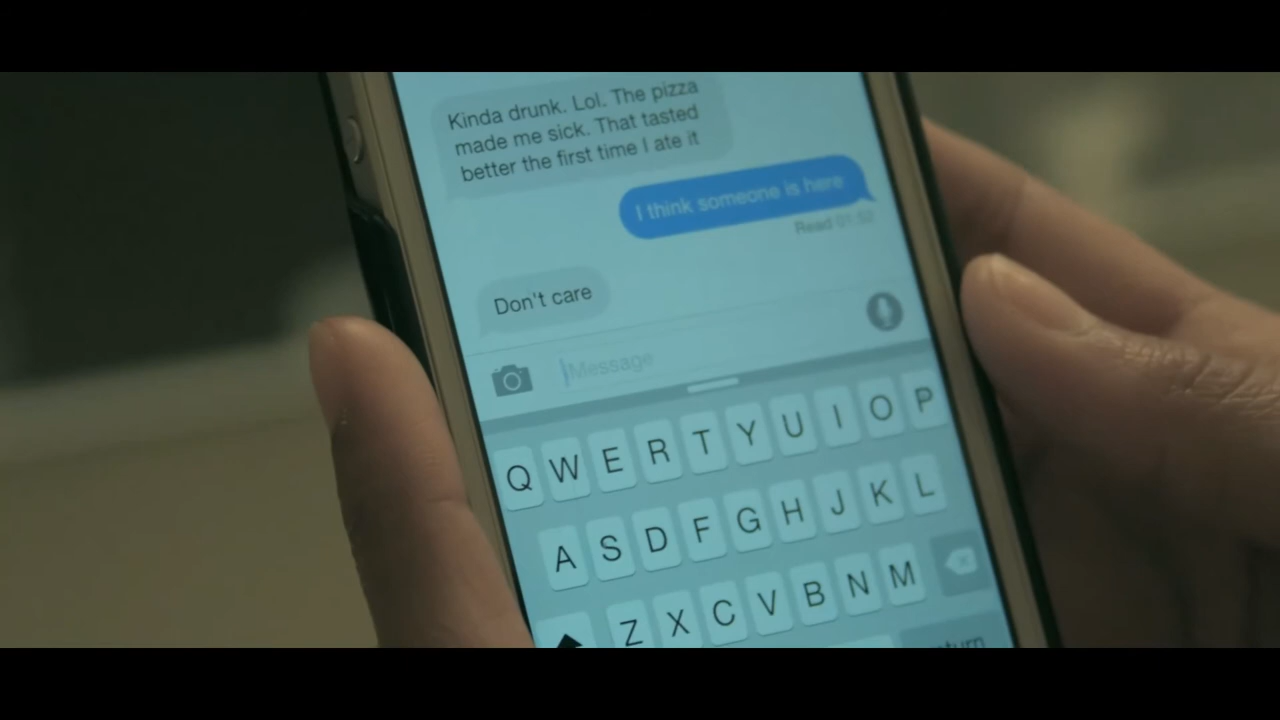 Kinda drunk. Lol. The pizza
made me sick. That tasted
better the first time I ate it
I think someone is here
Read
Don't care
Message
Q W E R T Y U I O P
A S D F G H J K L
Z X C V B N M